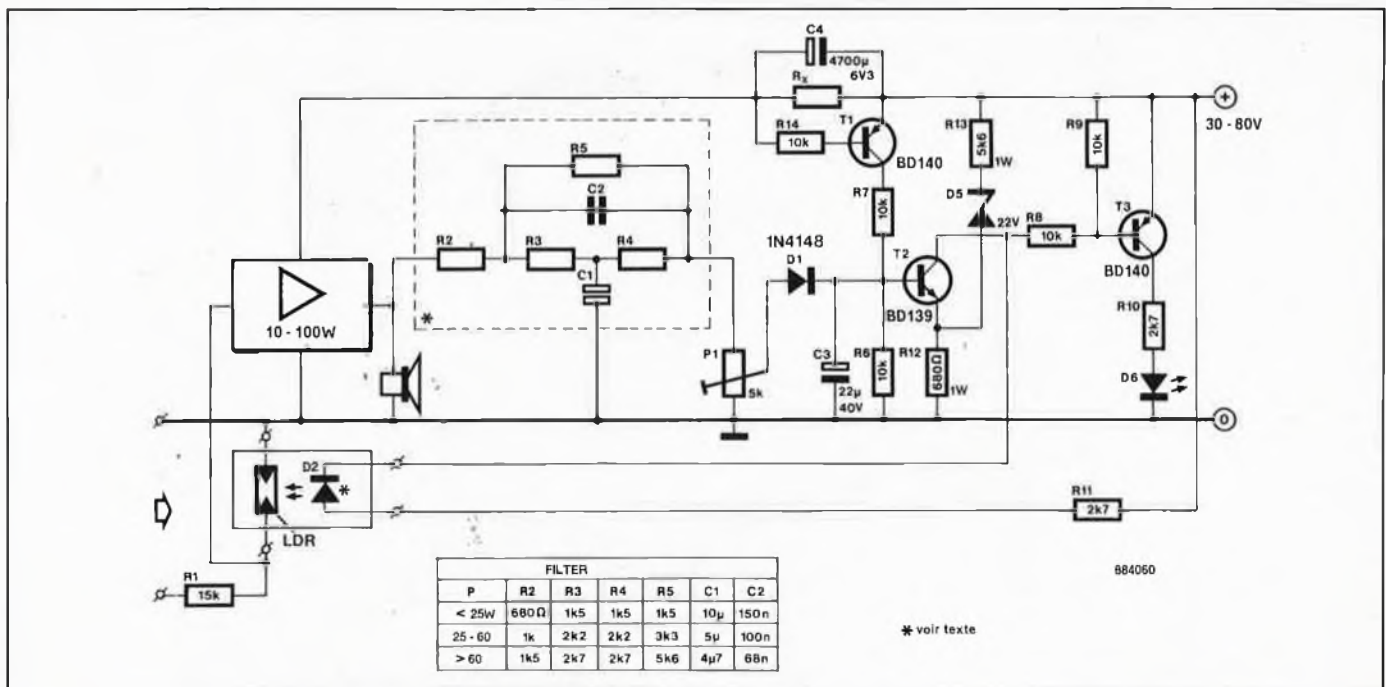 C4
4700µ
6V3
Rx
+
30 - 80V
R14
10k
T1
BD140
R13
5k6
1W
R9
10k
R5
C2
R7
10k
D5
22V
T3
R8
10k
BD140
R2
R3
R4
C1
1N4148
D1
T2
BD139
R10
2k7
10 - 100W
*
P1
5k
C3
22µ
40V
R6
10k
R12
680Ω
1W
D6
0
D2
*
LDR
R11
2k7
R1
15k
FILTER
P R2 R3 R4 R5 C1 C2
< 25W 680Ω 1k5 1k5 1k5 10µ 150n
25 - 60 1k 2k2 2k2 3k3 5µ 100n
> 60 1k5 2k7 2k7 5k6 4µ7 68n
884060
* voir texte